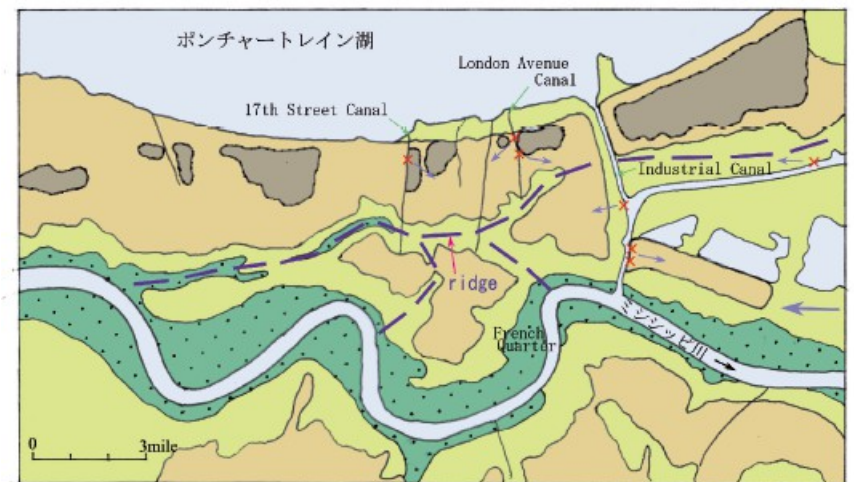 ポンチャートレイン湖
London Avenue
Canal
17th Street Canal
Industrial Canal
ridge
French
Quarter
ミシシッピ川
0
3mile